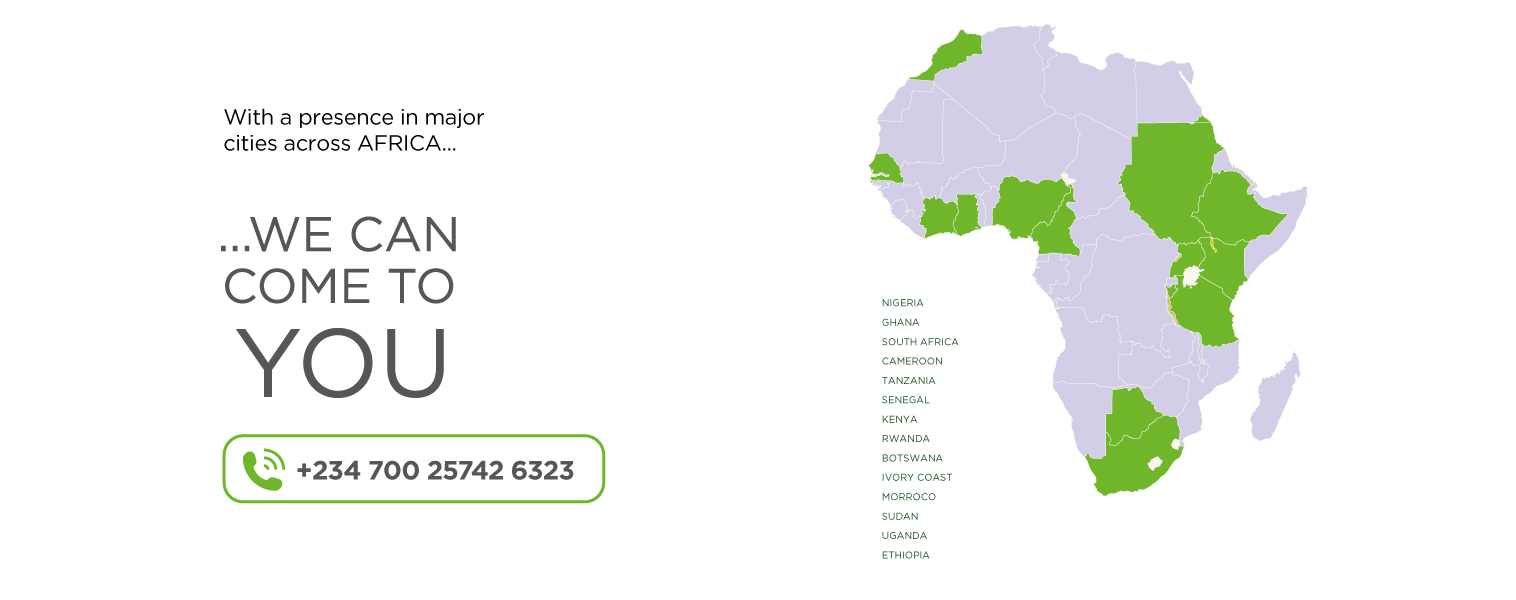 With a presence in major
cities across AFRICA...
...WE CAN
COME TO
YOU
+234 700 25742 6323
NIGERIA
GHANA
SOUTH AFRICA
CAMEROON
TANZANIA
SENEGAL
KENYA
RWANDA
BOTSWANA
IVORY COAST
MORROCO
SUDAN
UGANDA
ETHIOPIA